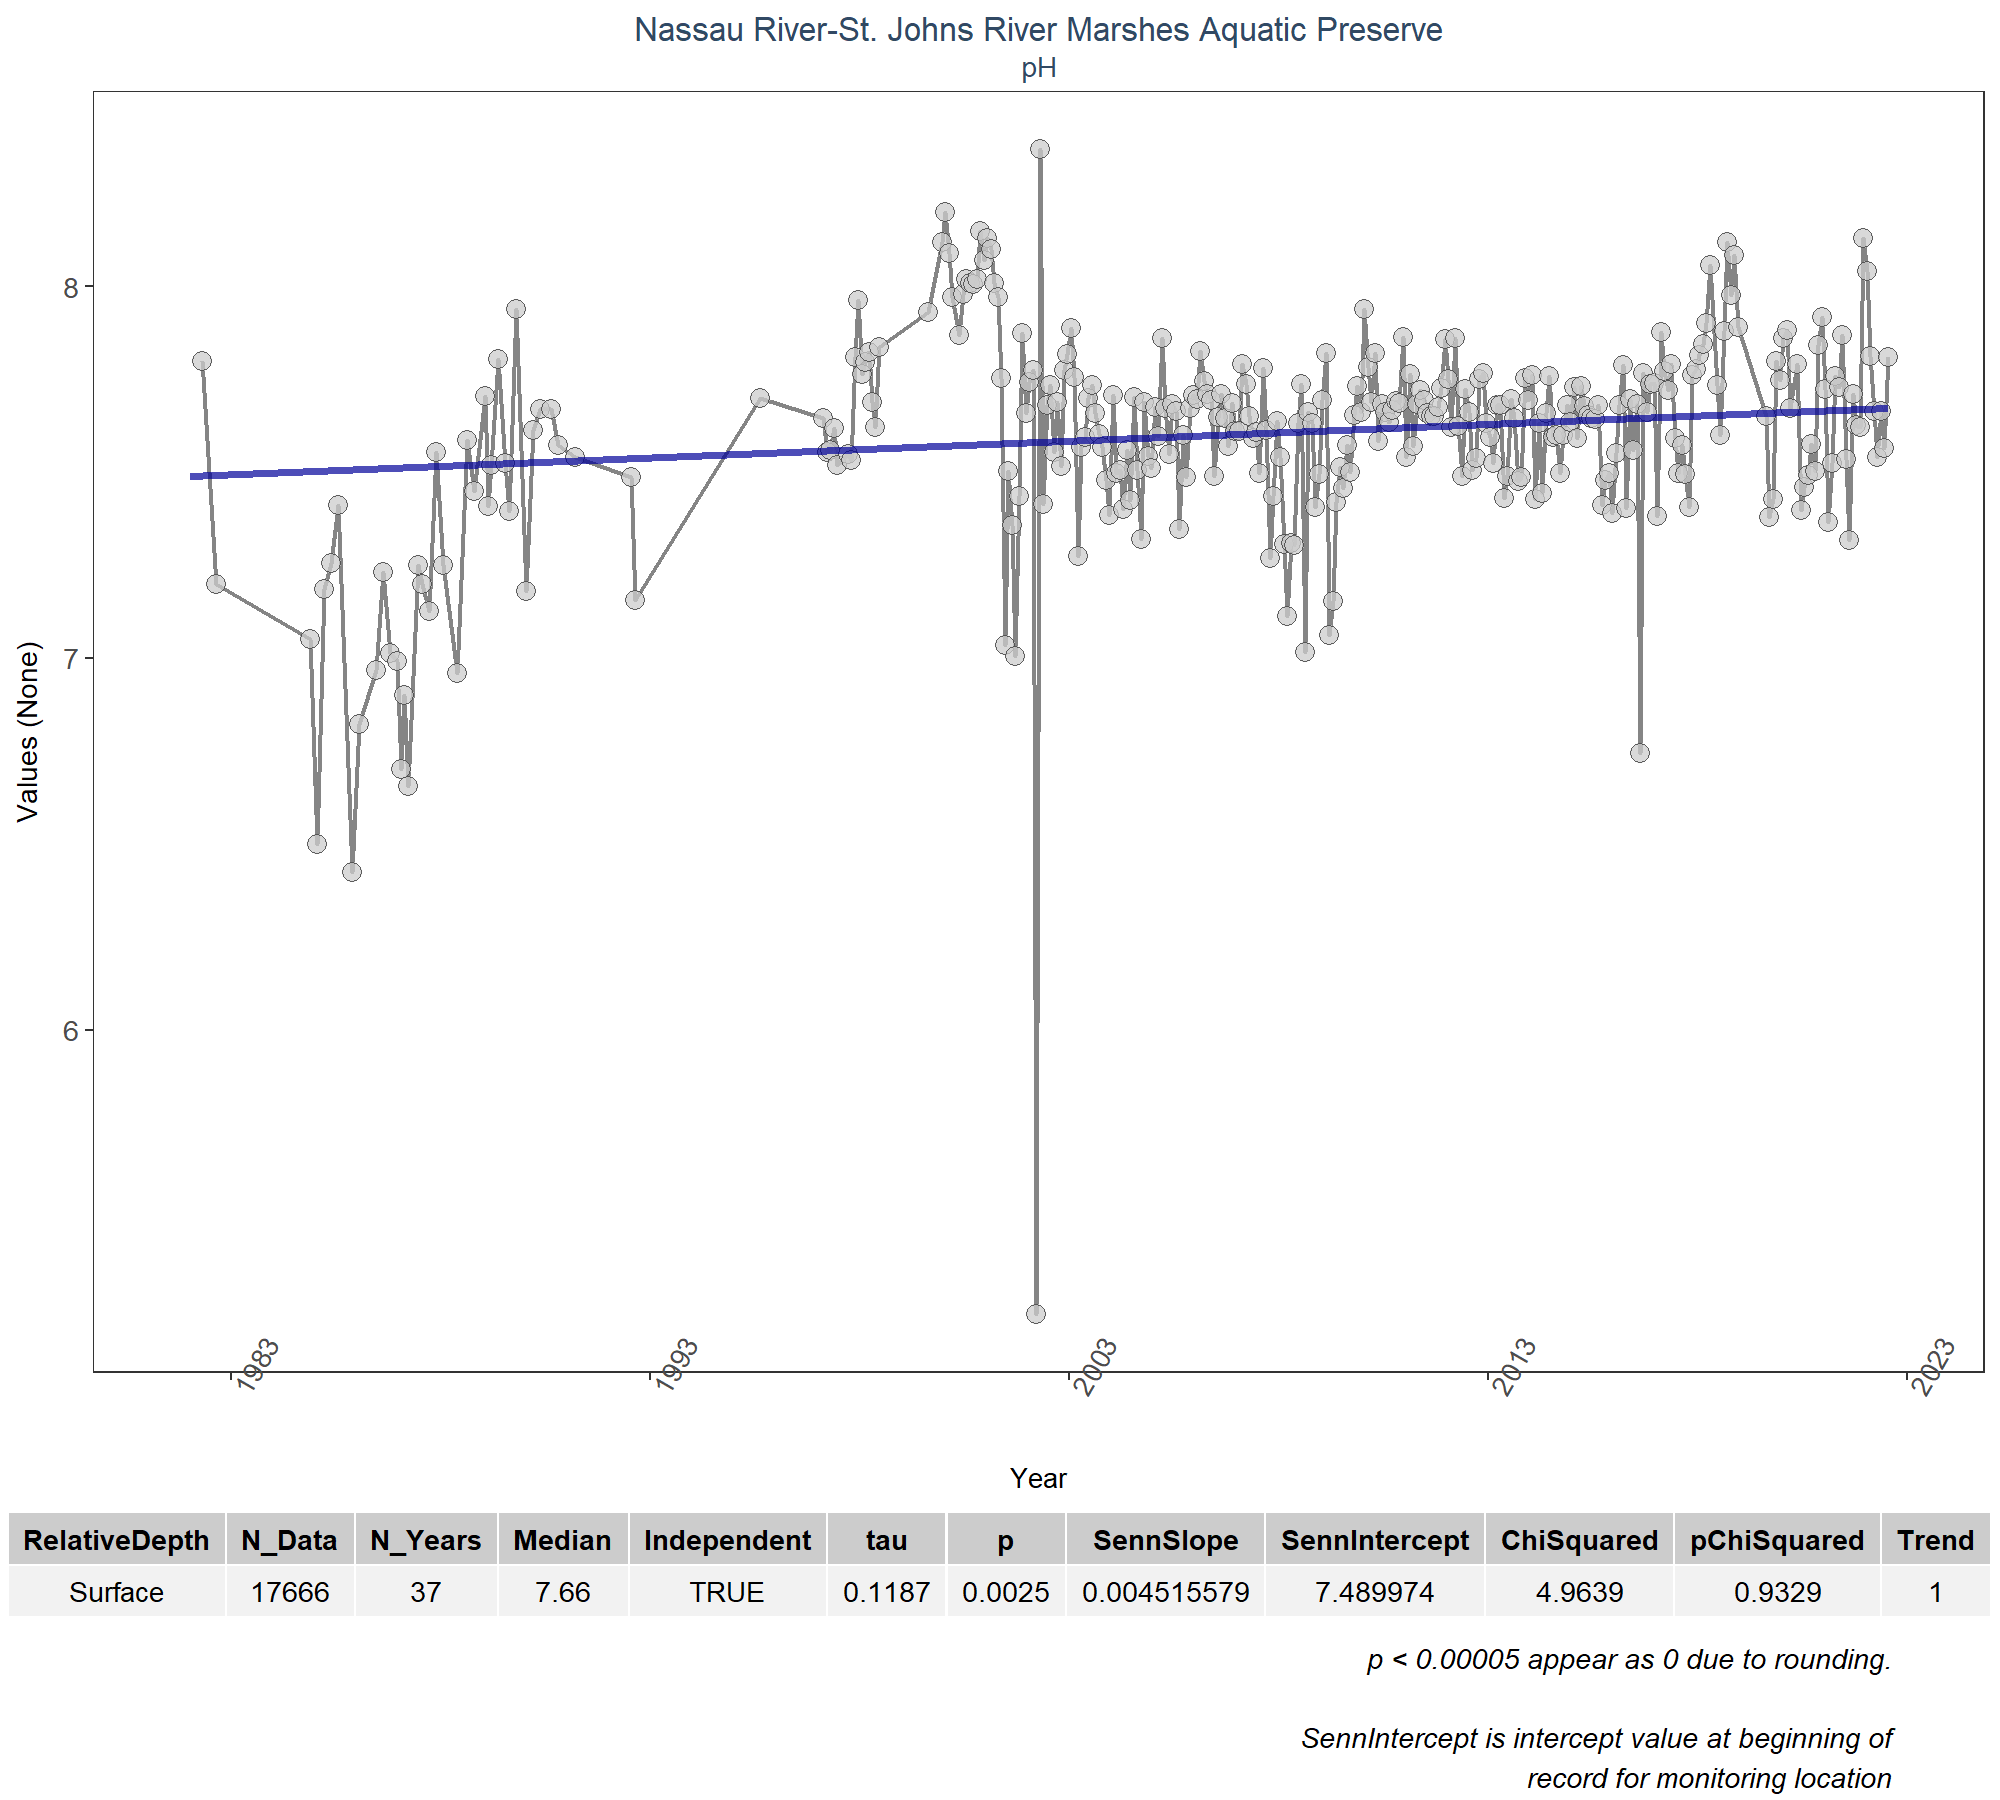 Nassau River-St. Johns River Marshes Aquatic Preserve
pH
Values (None)
8
7
6
1983
1993
2003
2013
2023
Year
RelativeDepth N_Data N_Years Median Independent tau p SennSlope SennIntercept ChiSquared pChiSquared Trend
Surface 17666 37 7.66 TRUE 0.1187 0.0025 0.004515579 7.489974 4.9639 0.9329 1
p < 0.00005 appear as 0 due to rounding.
SennIntercept is intercept value at beginning of
record for monitoring location